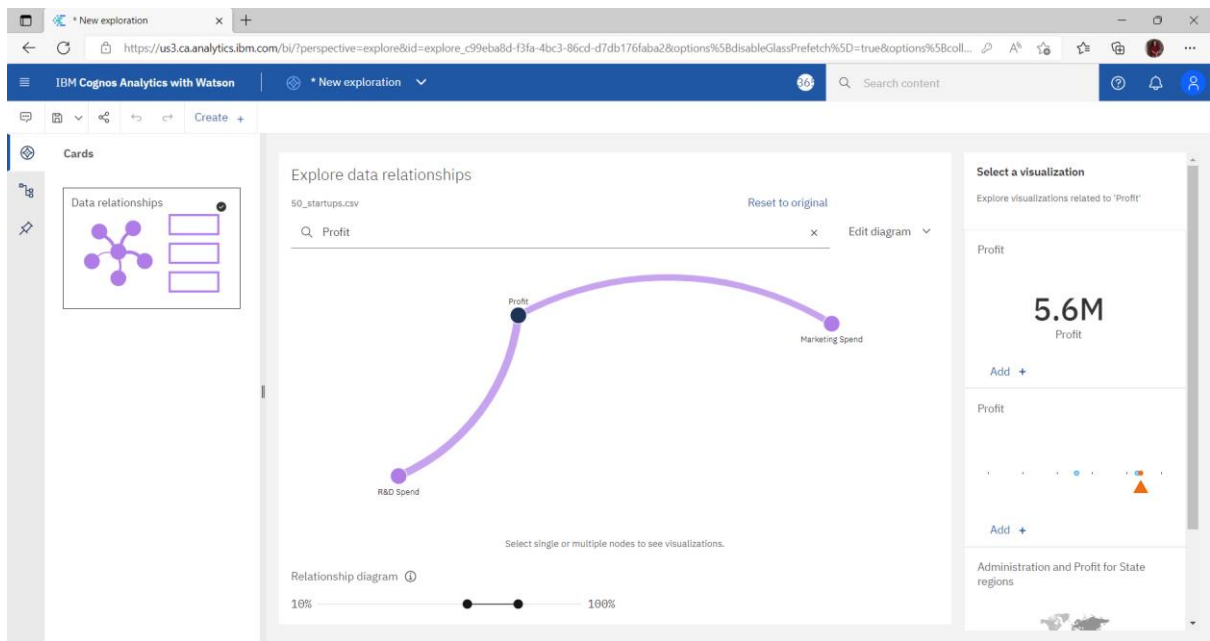 * New exploration
https://us3.ca.analytics.ibm.com/bi/?perspective=explore&id=explore_c99eba8d-f3fa-4bc3-86cd-d7db176faba2&options%5BdisableGlassPrefetch%5D=true&options%5Bcoll...
IBM Cognos Analytics with Watson
* New exploration
Search content
Create +
Cards
Data relationships
Explore data relationships
50_startups.csv
Reset to original
Profit
Edit diagram
Profit
Marketing Spend
R&D Spend
Select single or multiple nodes to see visualizations.
Relationship diagram
10%
100%
Select a visualization
Explore visualizations related to 'Profit'
Profit
5.6M
Profit
Add +
Profit
Add +
Administration and Profit for State
regions